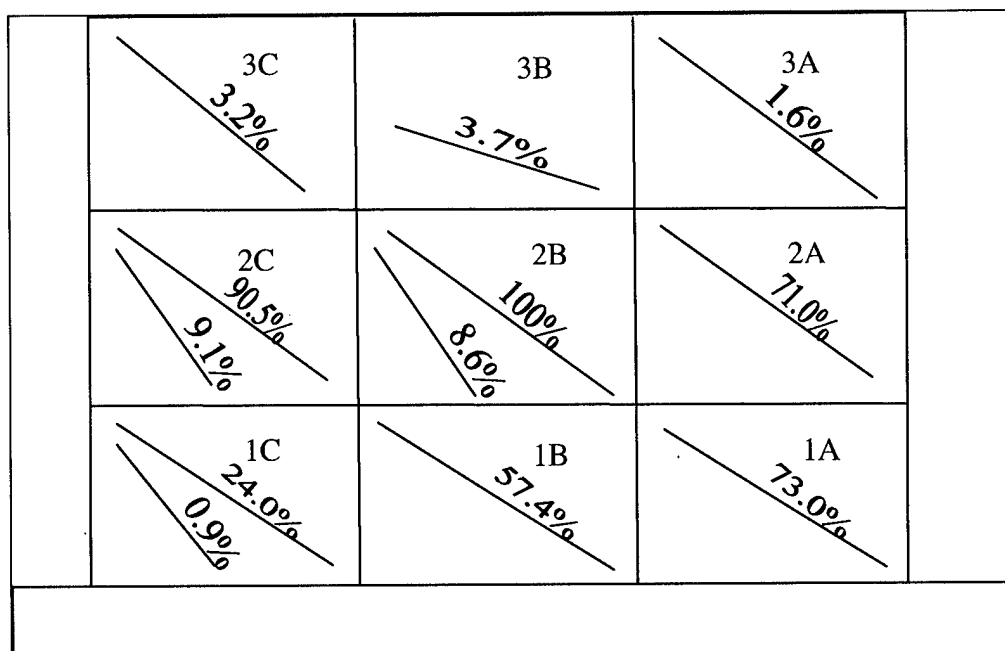 3C
3.2%
3B
3.7%
3A
1.6%
2C
90.5%
9.1%
2B
100%
8.6%
2A
71.0%
1C
24.0%
0.9%
1B
57.4%
1A
73.0%